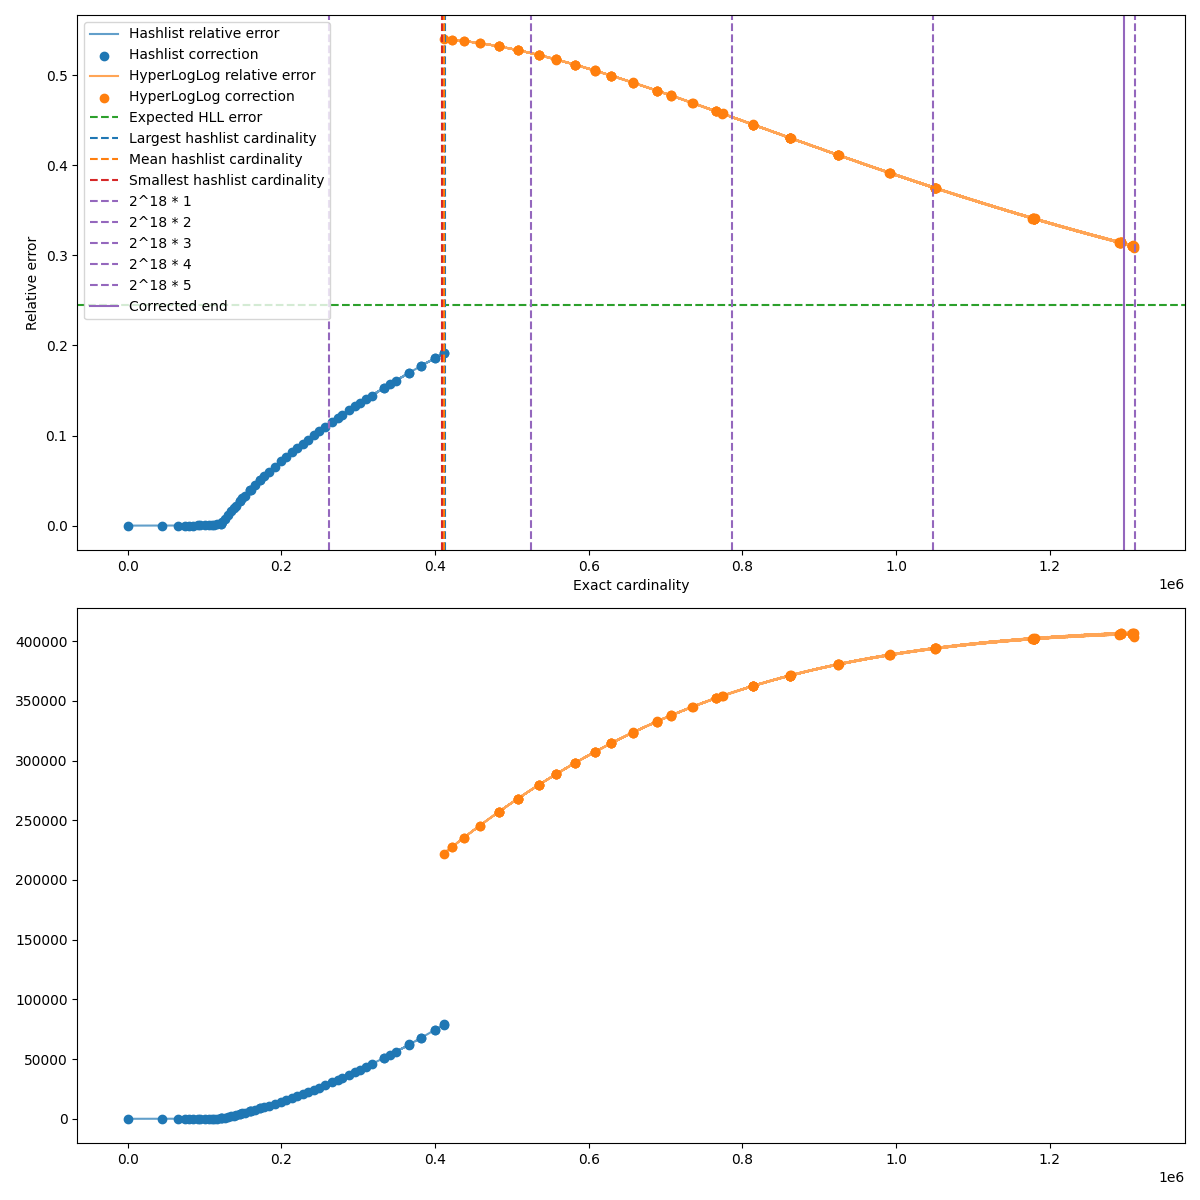 Hashlist relative error
Hashlist correction
HyperLogLog relative error
HyperLogLog correction
Expected HLL error
Largest hashlist cardinality
Mean hashlist cardinality
Smallest hashlist cardinality
2^18 * 1
2^18 * 2
2^18 * 3
2^18 * 4
2^18 * 5
Corrected end
Relative error
0.5
0.4
0.3
0.2
0.1
0.0
0.0 0.2 0.4 0.6 0.8 1.0 1.2
1e6
Exact cardinality
400000
350000
300000
250000
200000
150000
100000
50000
0
0.0 0.2 0.4 0.6 0.8 1.0 1.2
1e6